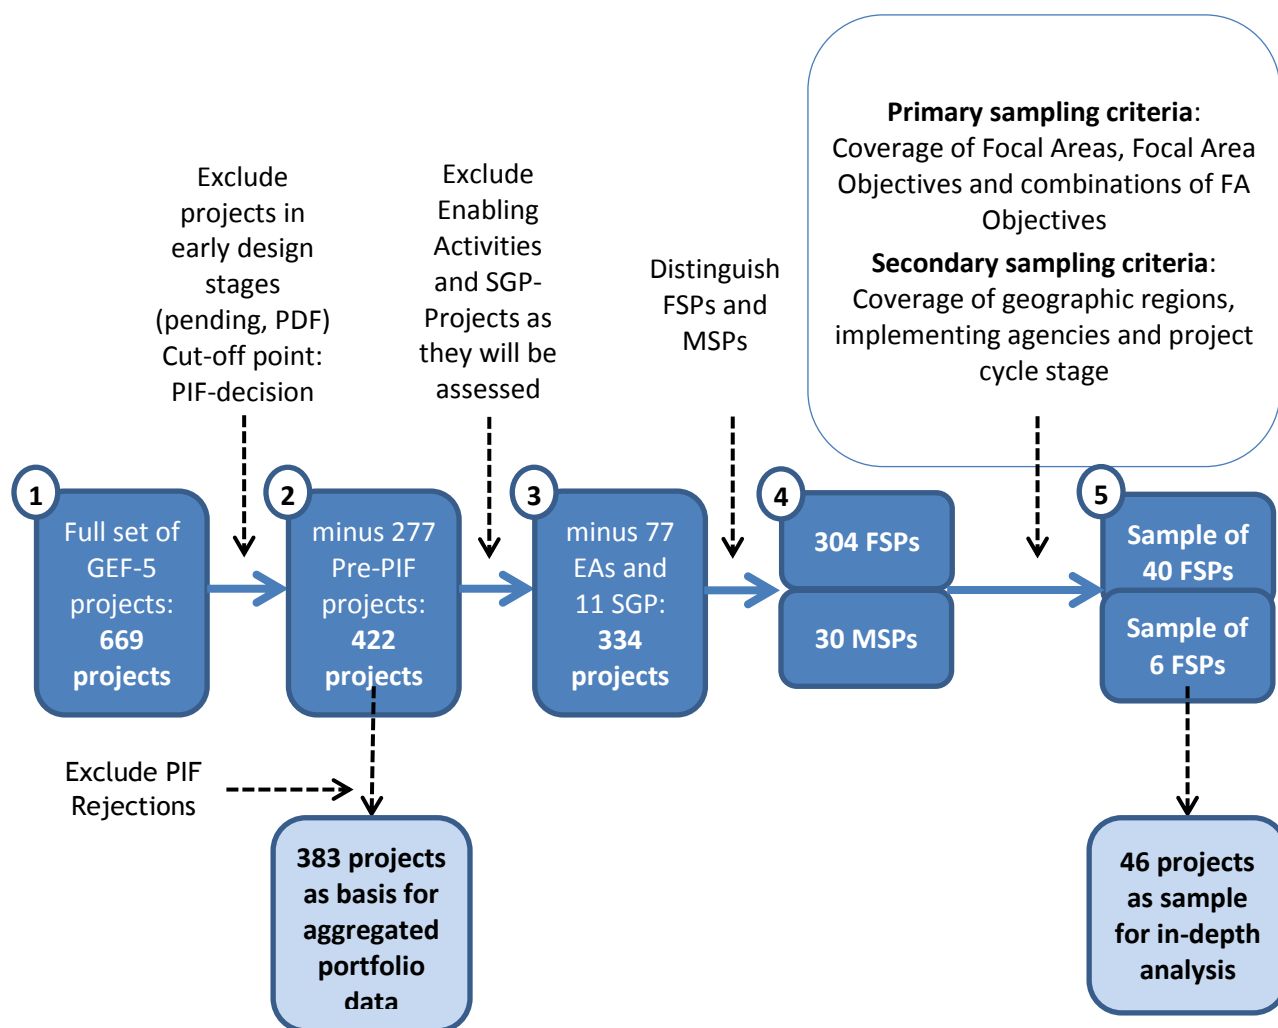 Primary sampling criteria:
Coverage of Focal Areas, Focal Area
Objectives and combinations of FA
Objectives
Secondary sampling criteria:
Coverage of geographic regions,
implementing agencies and project
cycle stage
Exclude
projects in
early design
stages
(pending, PDF)
Cut-off point:
PIF-decision
Exclude
Enabling
Activities
and SGP-
Projects as
they will be
assessed
Distinguish
FSPs and
MSPs
1
Full set of
GEF-5
projects:
669
projects
2
minus 277
Pre-PIF
projects:
422
projects
3
minus 77
EAs and
11 SGP:
334
projects
4
304 FSPs
30 MSPs
5
Sample of
40 FSPs
Sample of
6 FSPs
Exclude PIF
Rejections
383 projects
as basis for
aggregated
portfolio
data
46 projects
as sample
for in-depth
analysis